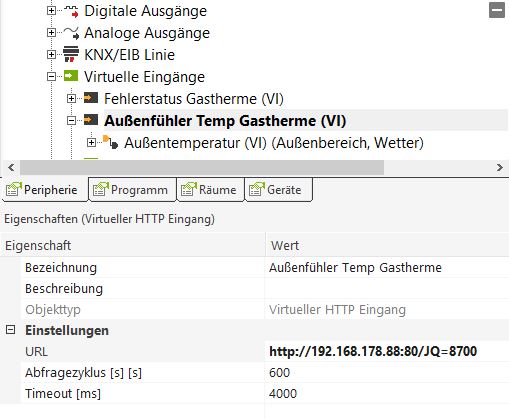 Digitale Ausgänge
Analoge Ausgänge
KNX/EIB Linie
Virtuelle Eingänge
Fehlerstatus Gastherme (VI)
Außenfühler Temp Gastherme (VI)
Außentemperatur (VI) (Außenbereich, Wetter)
Peripherie Programm Räume Geräte
Eigenschaften (Virtueller HTTP Eingang)
Eigenschaft Wert
Bezeichnung Außenfühler Temp Gastherme
Beschreibung
Objekttyp Virtueller HTTP Eingang
Einstellungen
URL http://192.168.178.88:80/JQ=8700
Abfragezyklus [s] [s] 600
Timeout [ms] 4000